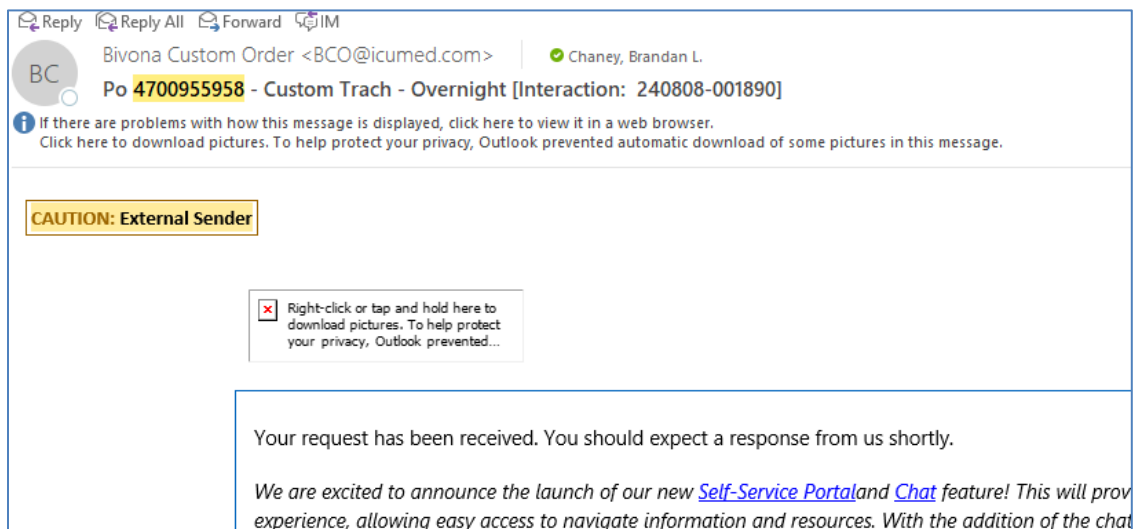 Reply Reply All Forward IM
BC
Bivona Custom Order <BCO@icumed.com> Chaney, Brandan L.
Po 4700955958 - Custom Trach - Overnight [Interaction: 240808-001890]
If there are problems with how this message is displayed, click here to view it in a web browser.
Click here to download pictures. To help protect your privacy, Outlook prevented automatic download of some pictures in this message.
CAUTION: External Sender
Right-click or tap and hold here to
download pictures. To help protect
your privacy, Outlook prevented...
Your request has been received. You should expect a response from us shortly.
We are excited to announce the launch of our new Self-Service Portaland Chat feature! This will prov
experience, allowing easy access to navigate information and resources. With the addition of the chat